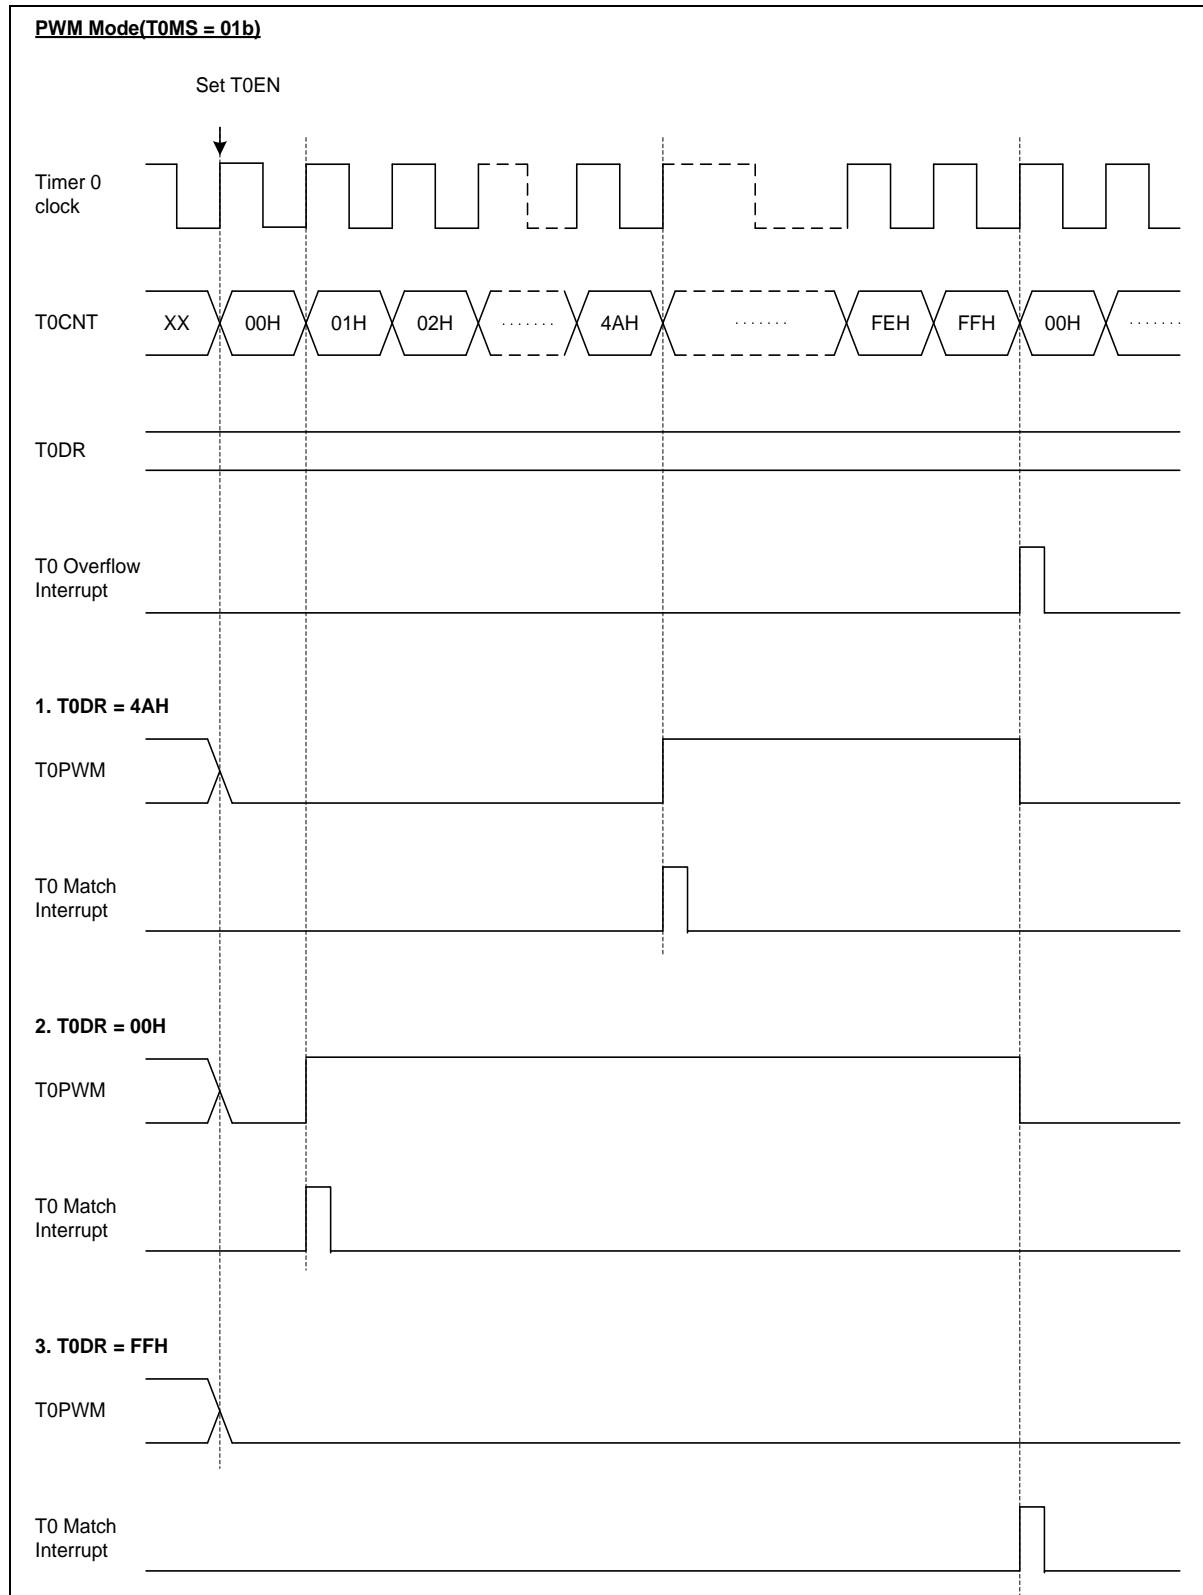 PWM Mode(T0MS = 01b)
Set T0EN
Timer 0
clock
T0CNT XX 00H 01H 02H ....... 4AH ....... FEH FFH 00H .......
T0DR
T0 Overflow
Interrupt
1. T0DR = 4AH
T0PWM
T0 Match
Interrupt
2. T0DR = 00H
T0PWM
T0 Match
Interrupt
3. T0DR = FFH
T0PWM
T0 Match
Interrupt